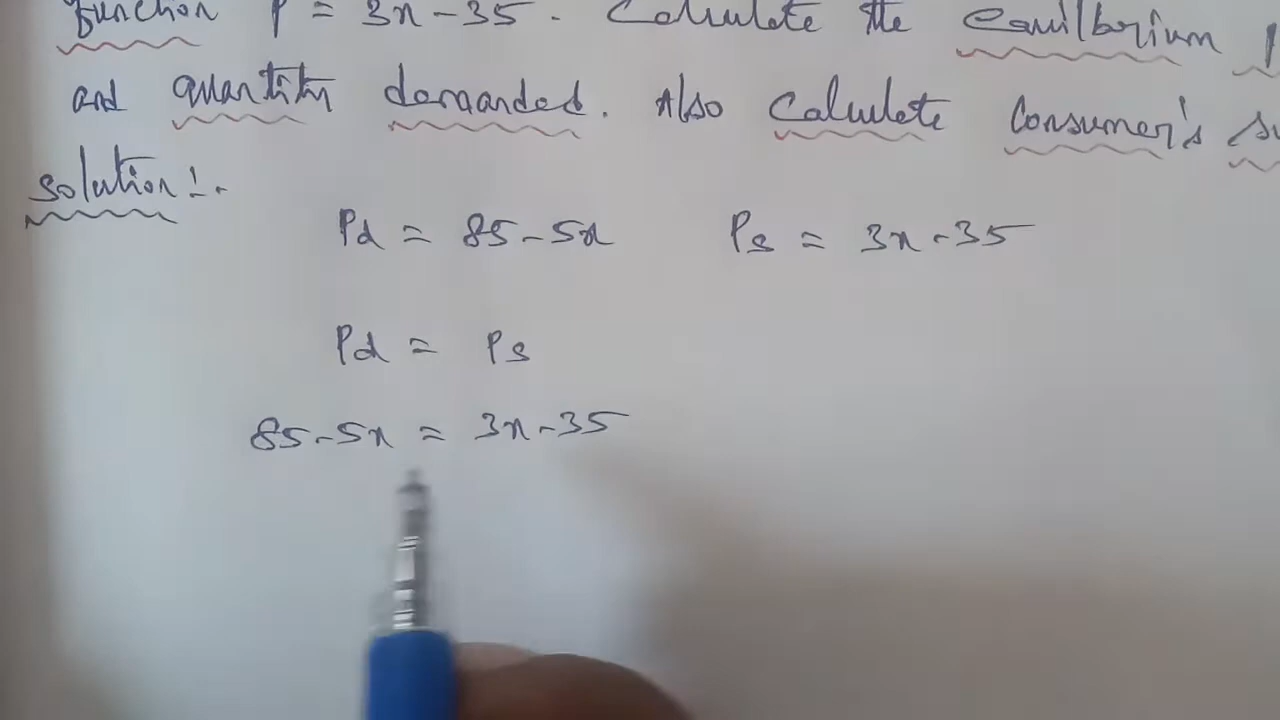 function P = 3x - 35. Calculate the equilborium
and quantity demanded. Also Calculate Consumer's
solution:-
Pd = 85 - 5x Ps = 3x - 35
Pd = Ps
85 - 5x = 3x - 35